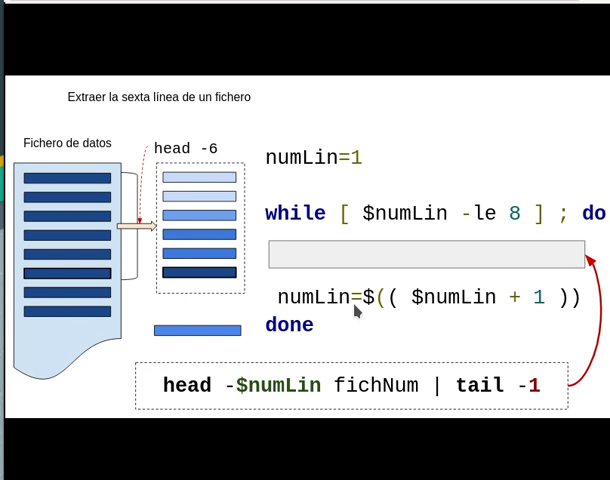 Extraer la sexta línea de un fichero
Fichero de datos
head -6
numLin=1
while [ $numLin -le 8 ] ; do
numLin=$(( $numLin + 1 ))
done
head -$numLin fichNum | tail -1